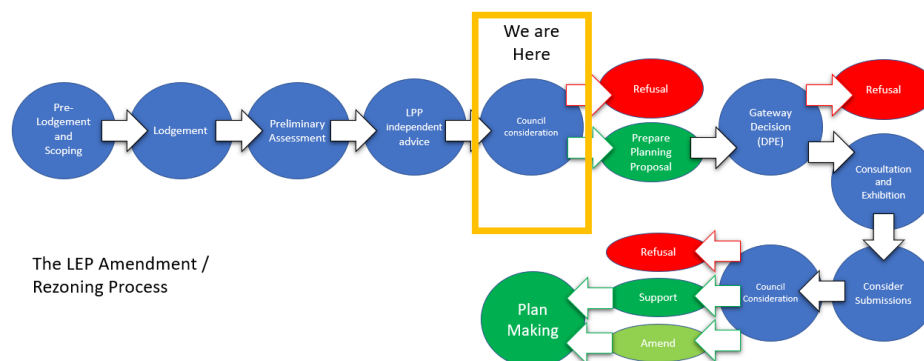 We are
Here
Pre-
Lodgement
and
Scoping
Lodgement
Preliminary
Assessment
LPP
independent
advice
Council
consideration
Refusal
Prepare
Planning
Proposal
Gateway
Decision
(DPE)
Refusal
Consultation
and
Exhibition
Consider
Submissions
Council
Consideration
Refusal
Support
Amend
Plan
Making
The LEP Amendment /
Rezoning Process